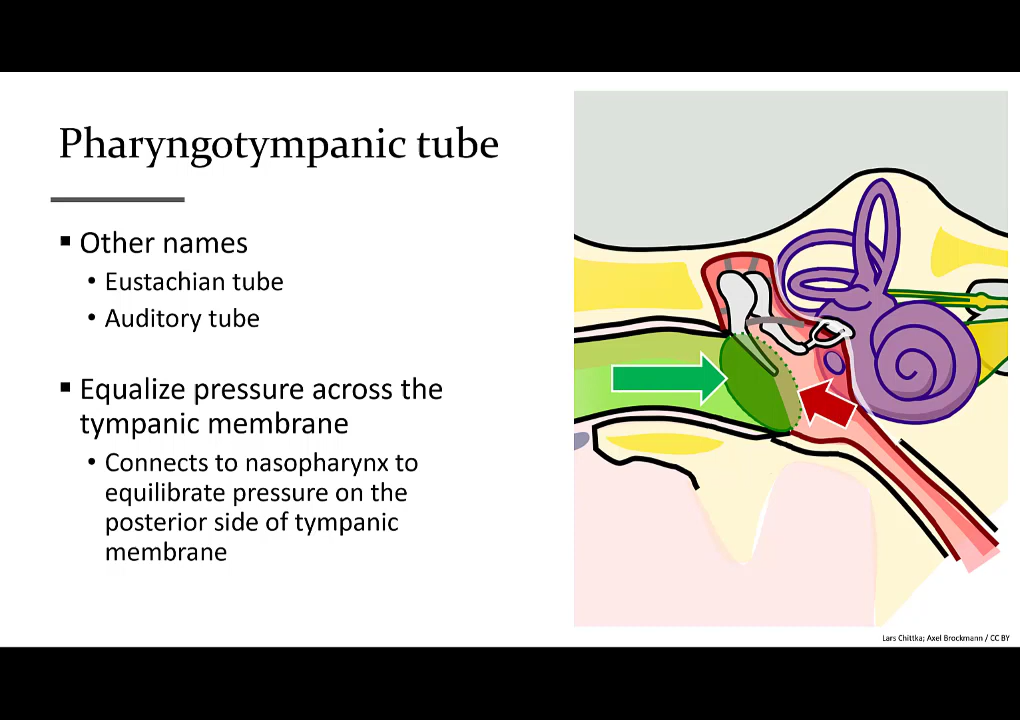 Pharyngotympanic tube
▪ Other names
• Eustachian tube
• Auditory tube
▪ Equalize pressure across the
tympanic membrane
• Connects to nasopharynx to
equilibrate pressure on the
posterior side of tympanic
membrane
Lars Chittka; Axel Brockmann / CC BY